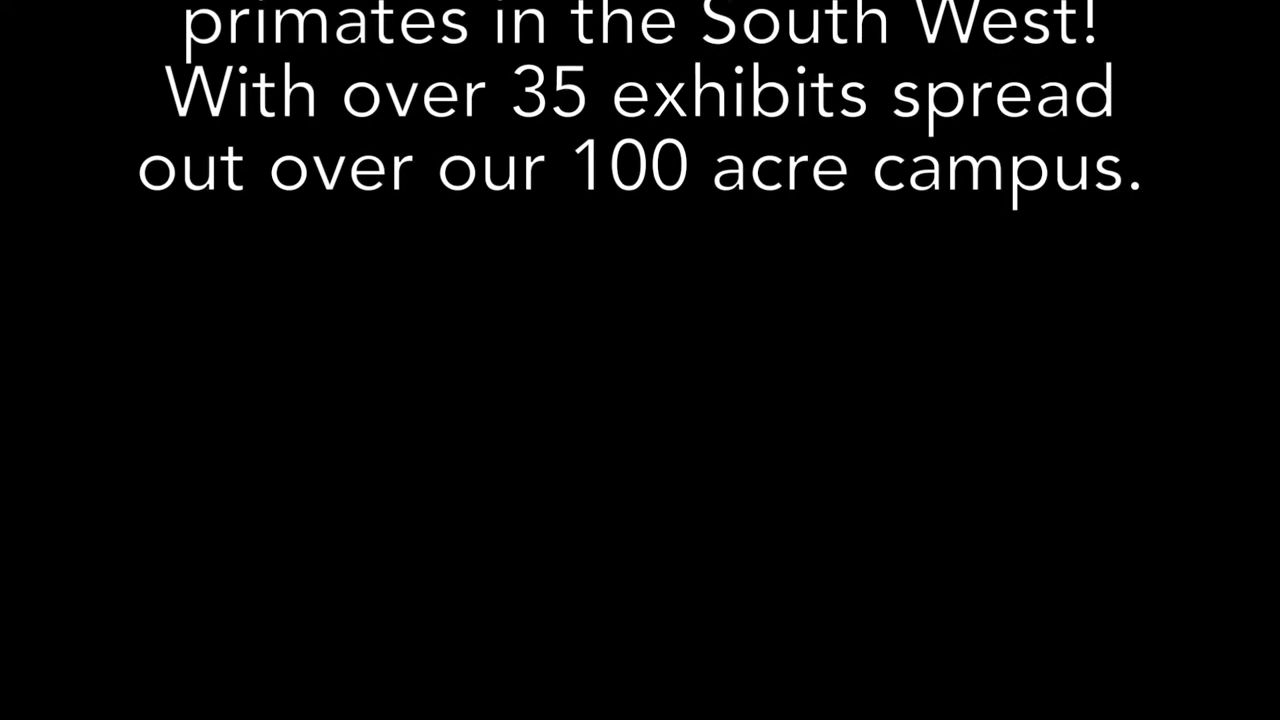 primates in the South West!
With over 35 exhibits spread
out over our 100 acre campus.